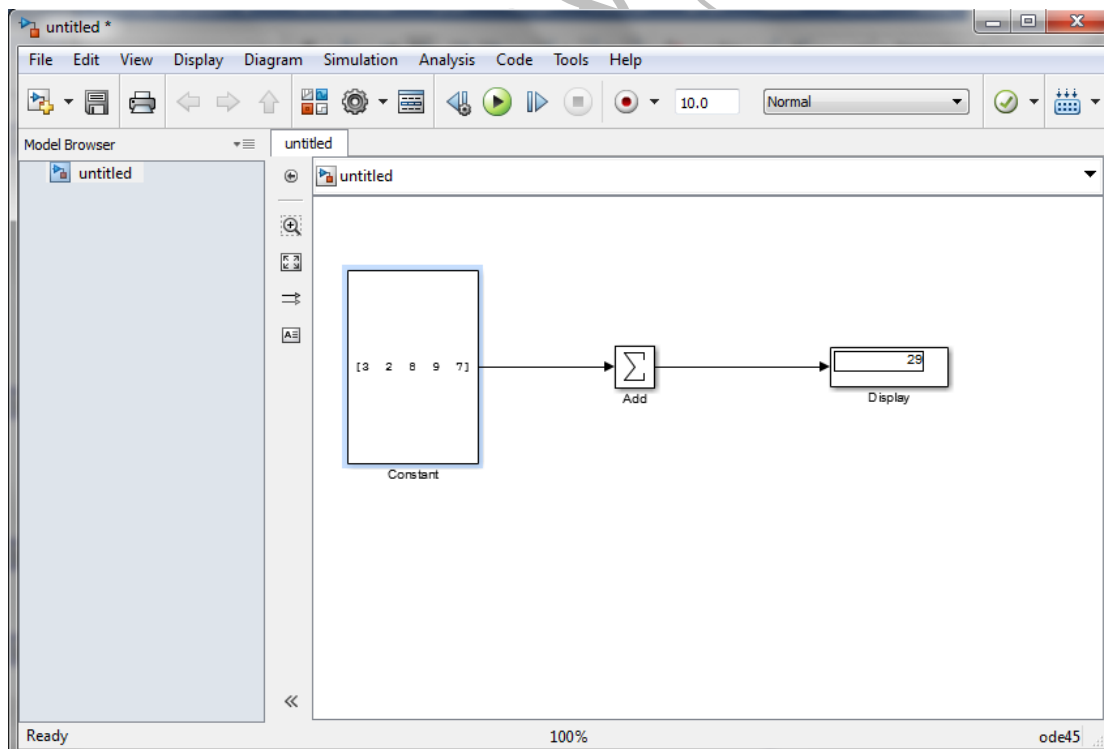 untitled *
File Edit View Display Diagram Simulation Analysis Code Tools Help
10.0 Normal
Model Browser untitled
untitled untitled
[3 2 8 9 7]
29
Add Display
Constant
Ready 100% ode45